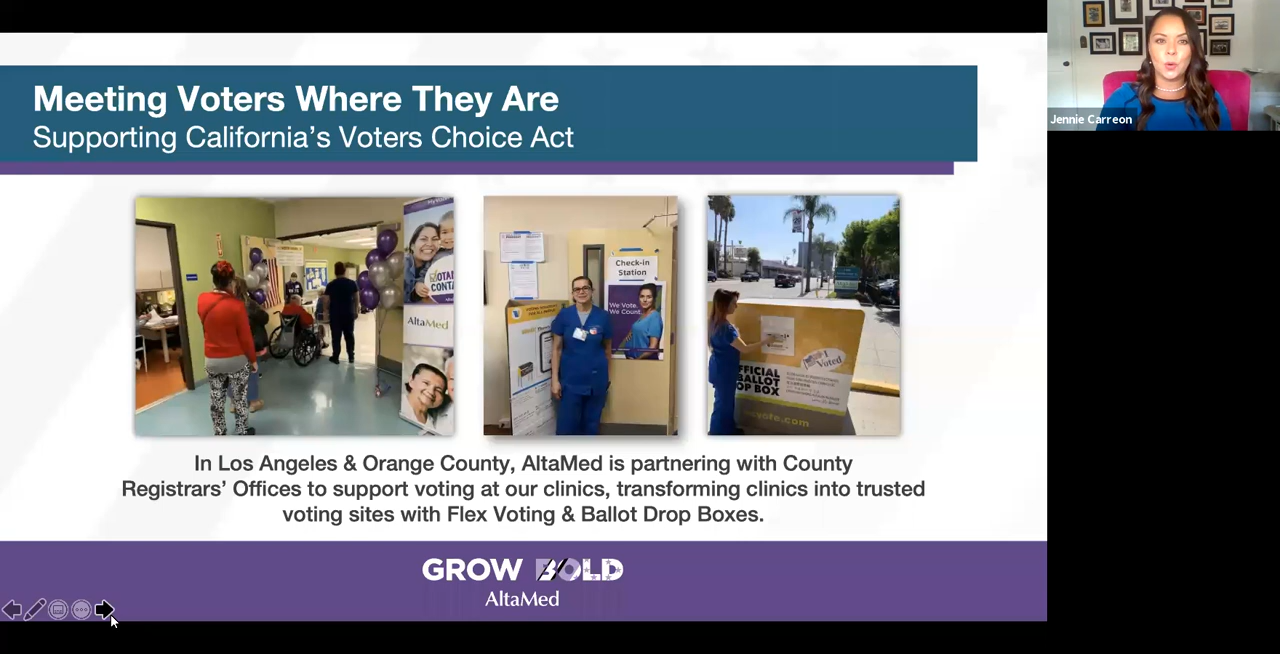 Meeting Voters Where They Are
Supporting California's Voters Choice Act
Jennie Carreon
AltaMed
Check-in
Station
We Vote.
We Count.
I
Voted
OFFICIAL
BALLOT
OP BOX
In Los Angeles & Orange County, AltaMed is partnering with County
Registrars' Offices to support voting at our clinics, transforming clinics into trusted
voting sites with Flex Voting & Ballot Drop Boxes.
GROW BOLD
AltaMed